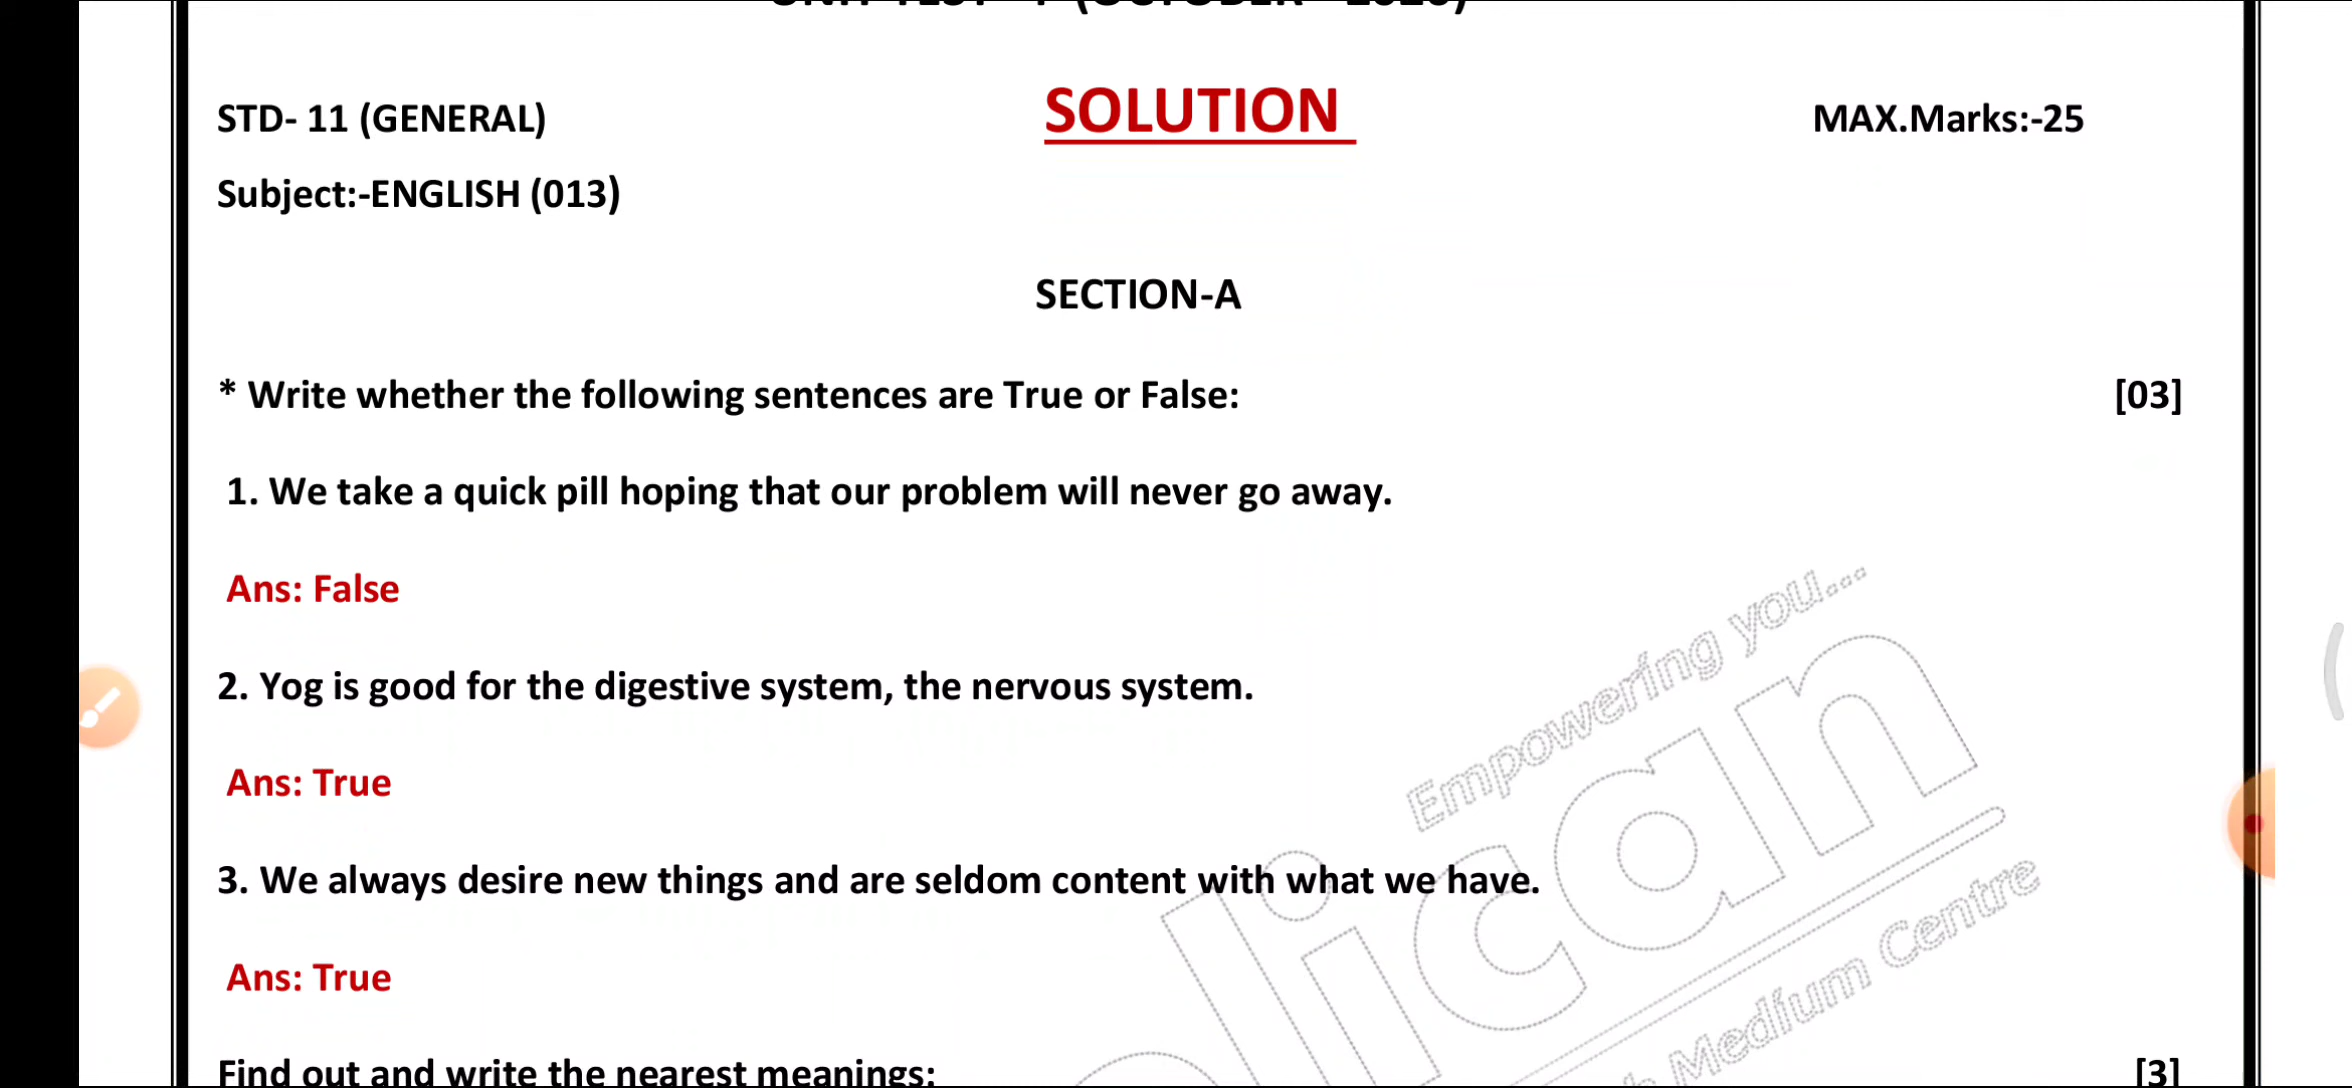 STD- 11 (GENERAL)
SOLUTION
MAX.Marks:-25
Subject:-ENGLISH (013)
SECTION-A
* Write whether the following sentences are True or False: [03]
1. We take a quick pill hoping that our problem will never go away.
Ans: False
2. Yog is good for the digestive system, the nervous system.
Ans: True
3. We always desire new things and are seldom content with what we have.
Ans: True
Find out and write the nearest meanings: [3]
Empowering you...
Medium Centre